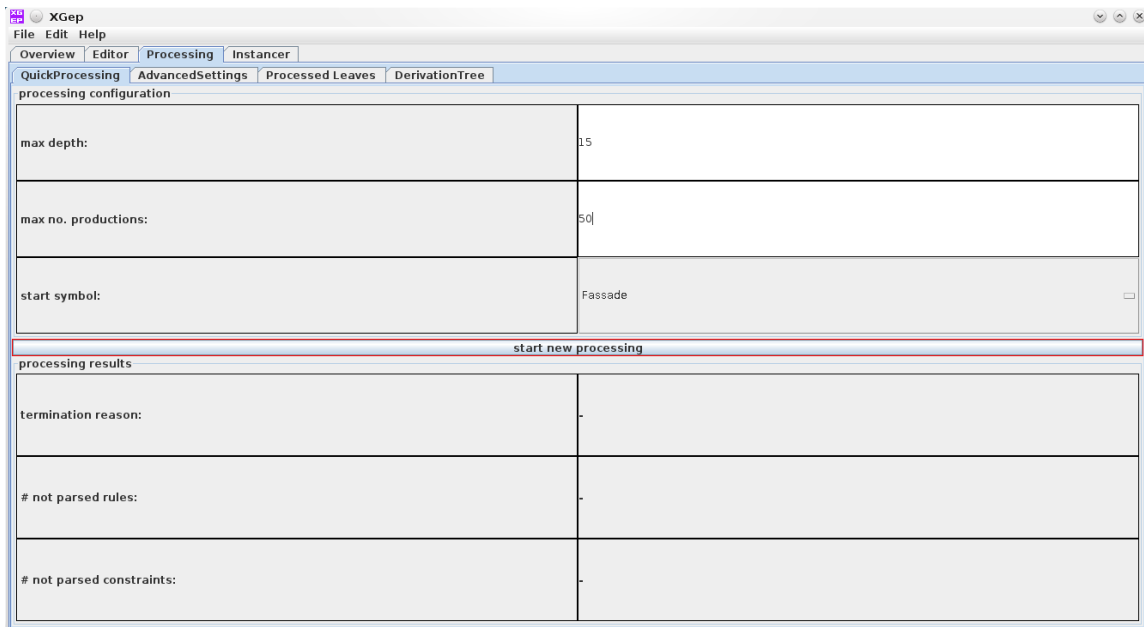 XG EP XGep
File Edit Help
Overview Editor Processing Instancer
QuickProcessing AdvancedSettings Processed Leaves DerivationTree
processing configuration
max depth: 15
max no. productions: 50
start symbol: Fassade
start new processing
processing results
termination reason: -
# not parsed rules: -
# not parsed constraints: -